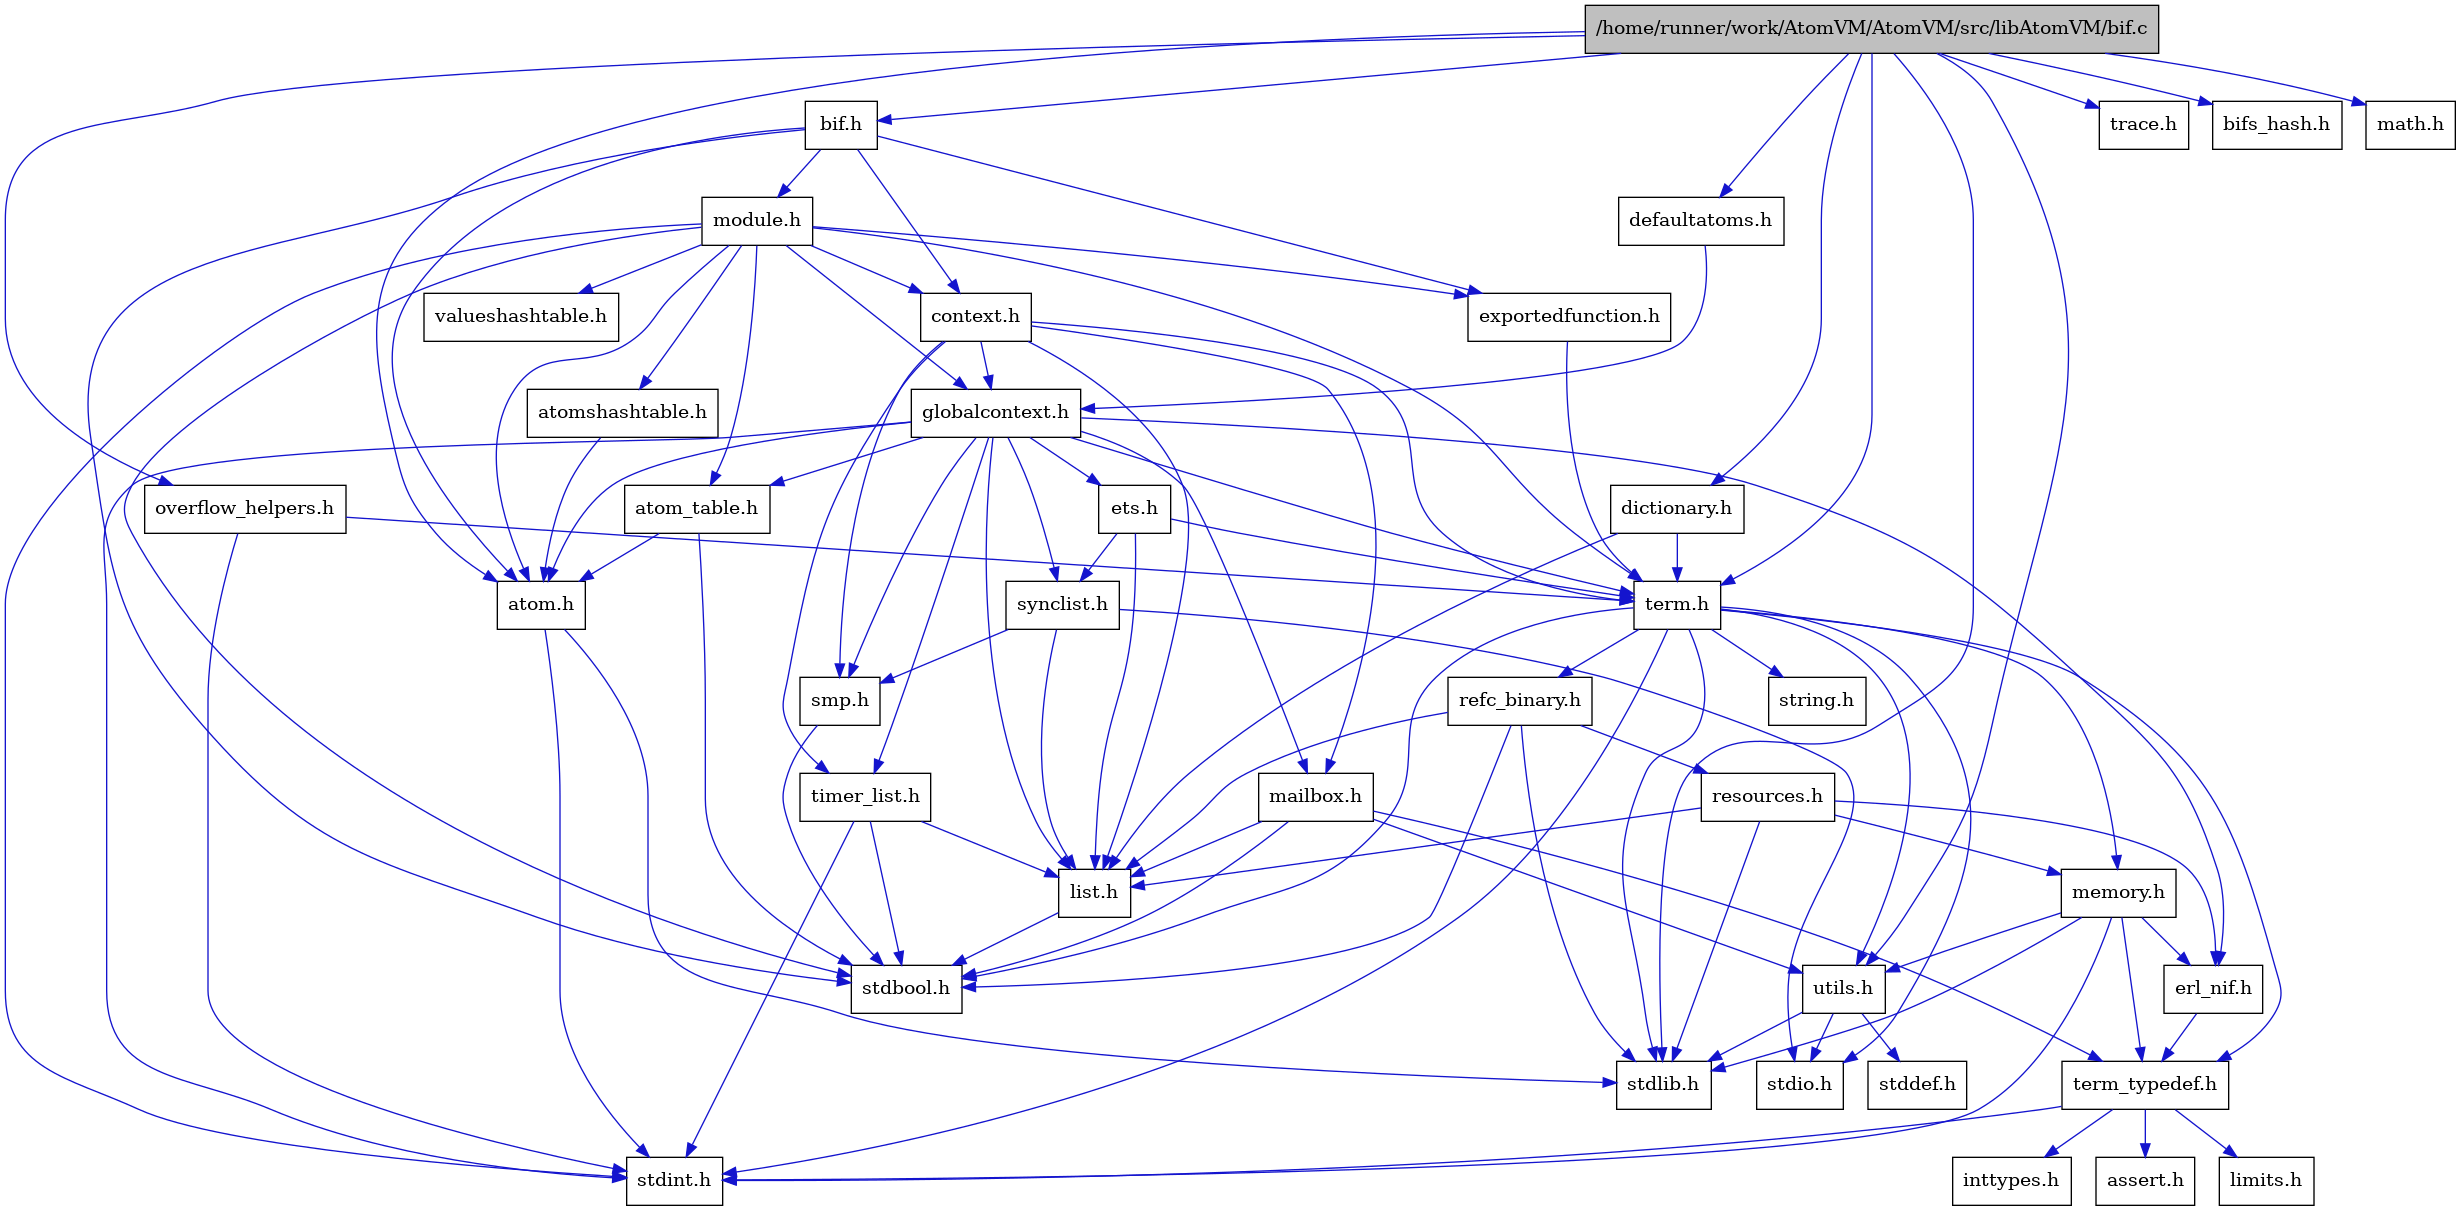 /home/runner/work/AtomVM/AtomVM/src/libAtomVM/bif.c
bif.h
trace.h
bifs_hash.h
math.h
module.h
defaultatoms.h
valueshashtable.h
context.h
exportedfunction.h
atomshashtable.h
globalcontext.h
overflow_helpers.h
atom_table.h
ets.h
dictionary.h
atom.h
synclist.h
term.h
smp.h
refc_binary.h
string.h
timer_list.h
mailbox.h
resources.h
list.h
memory.h
stdbool.h
utils.h
erl_nif.h
stdlib.h
stdio.h
stddef.h
term_typedef.h
stdint.h
inttypes.h
assert.h
limits.h